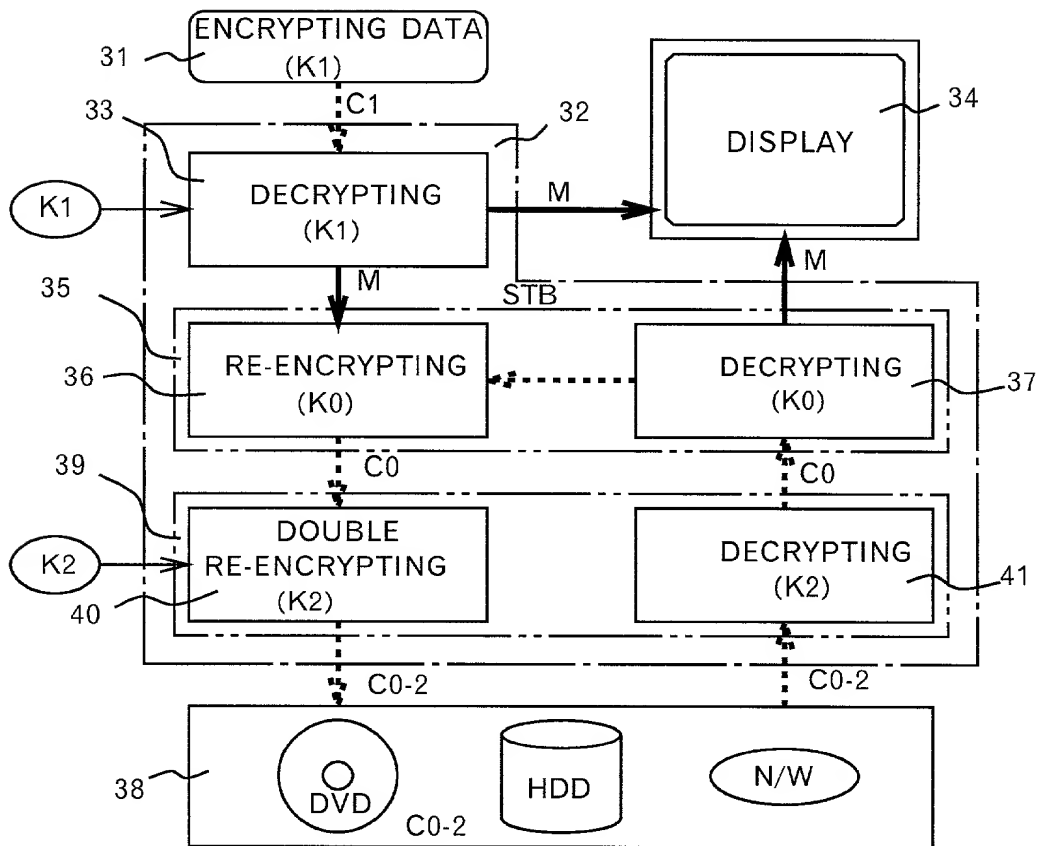 31
ENCRYPTING DATA
(K1)
C1
33
32
34
DISPLAY
K1
DECRYPTING
(K1)
M
M
M
35
STB
36
RE-ENCRYPTING
(K0)
DECRYPTING
(K0)
37
C0
C0
39
K2
DOUBLE
RE-ENCRYPTING
(K2)
40
DECRYPTING
(K2)
41
C0-2
C0-2
38
DVD
C0-2
HDD
N/W